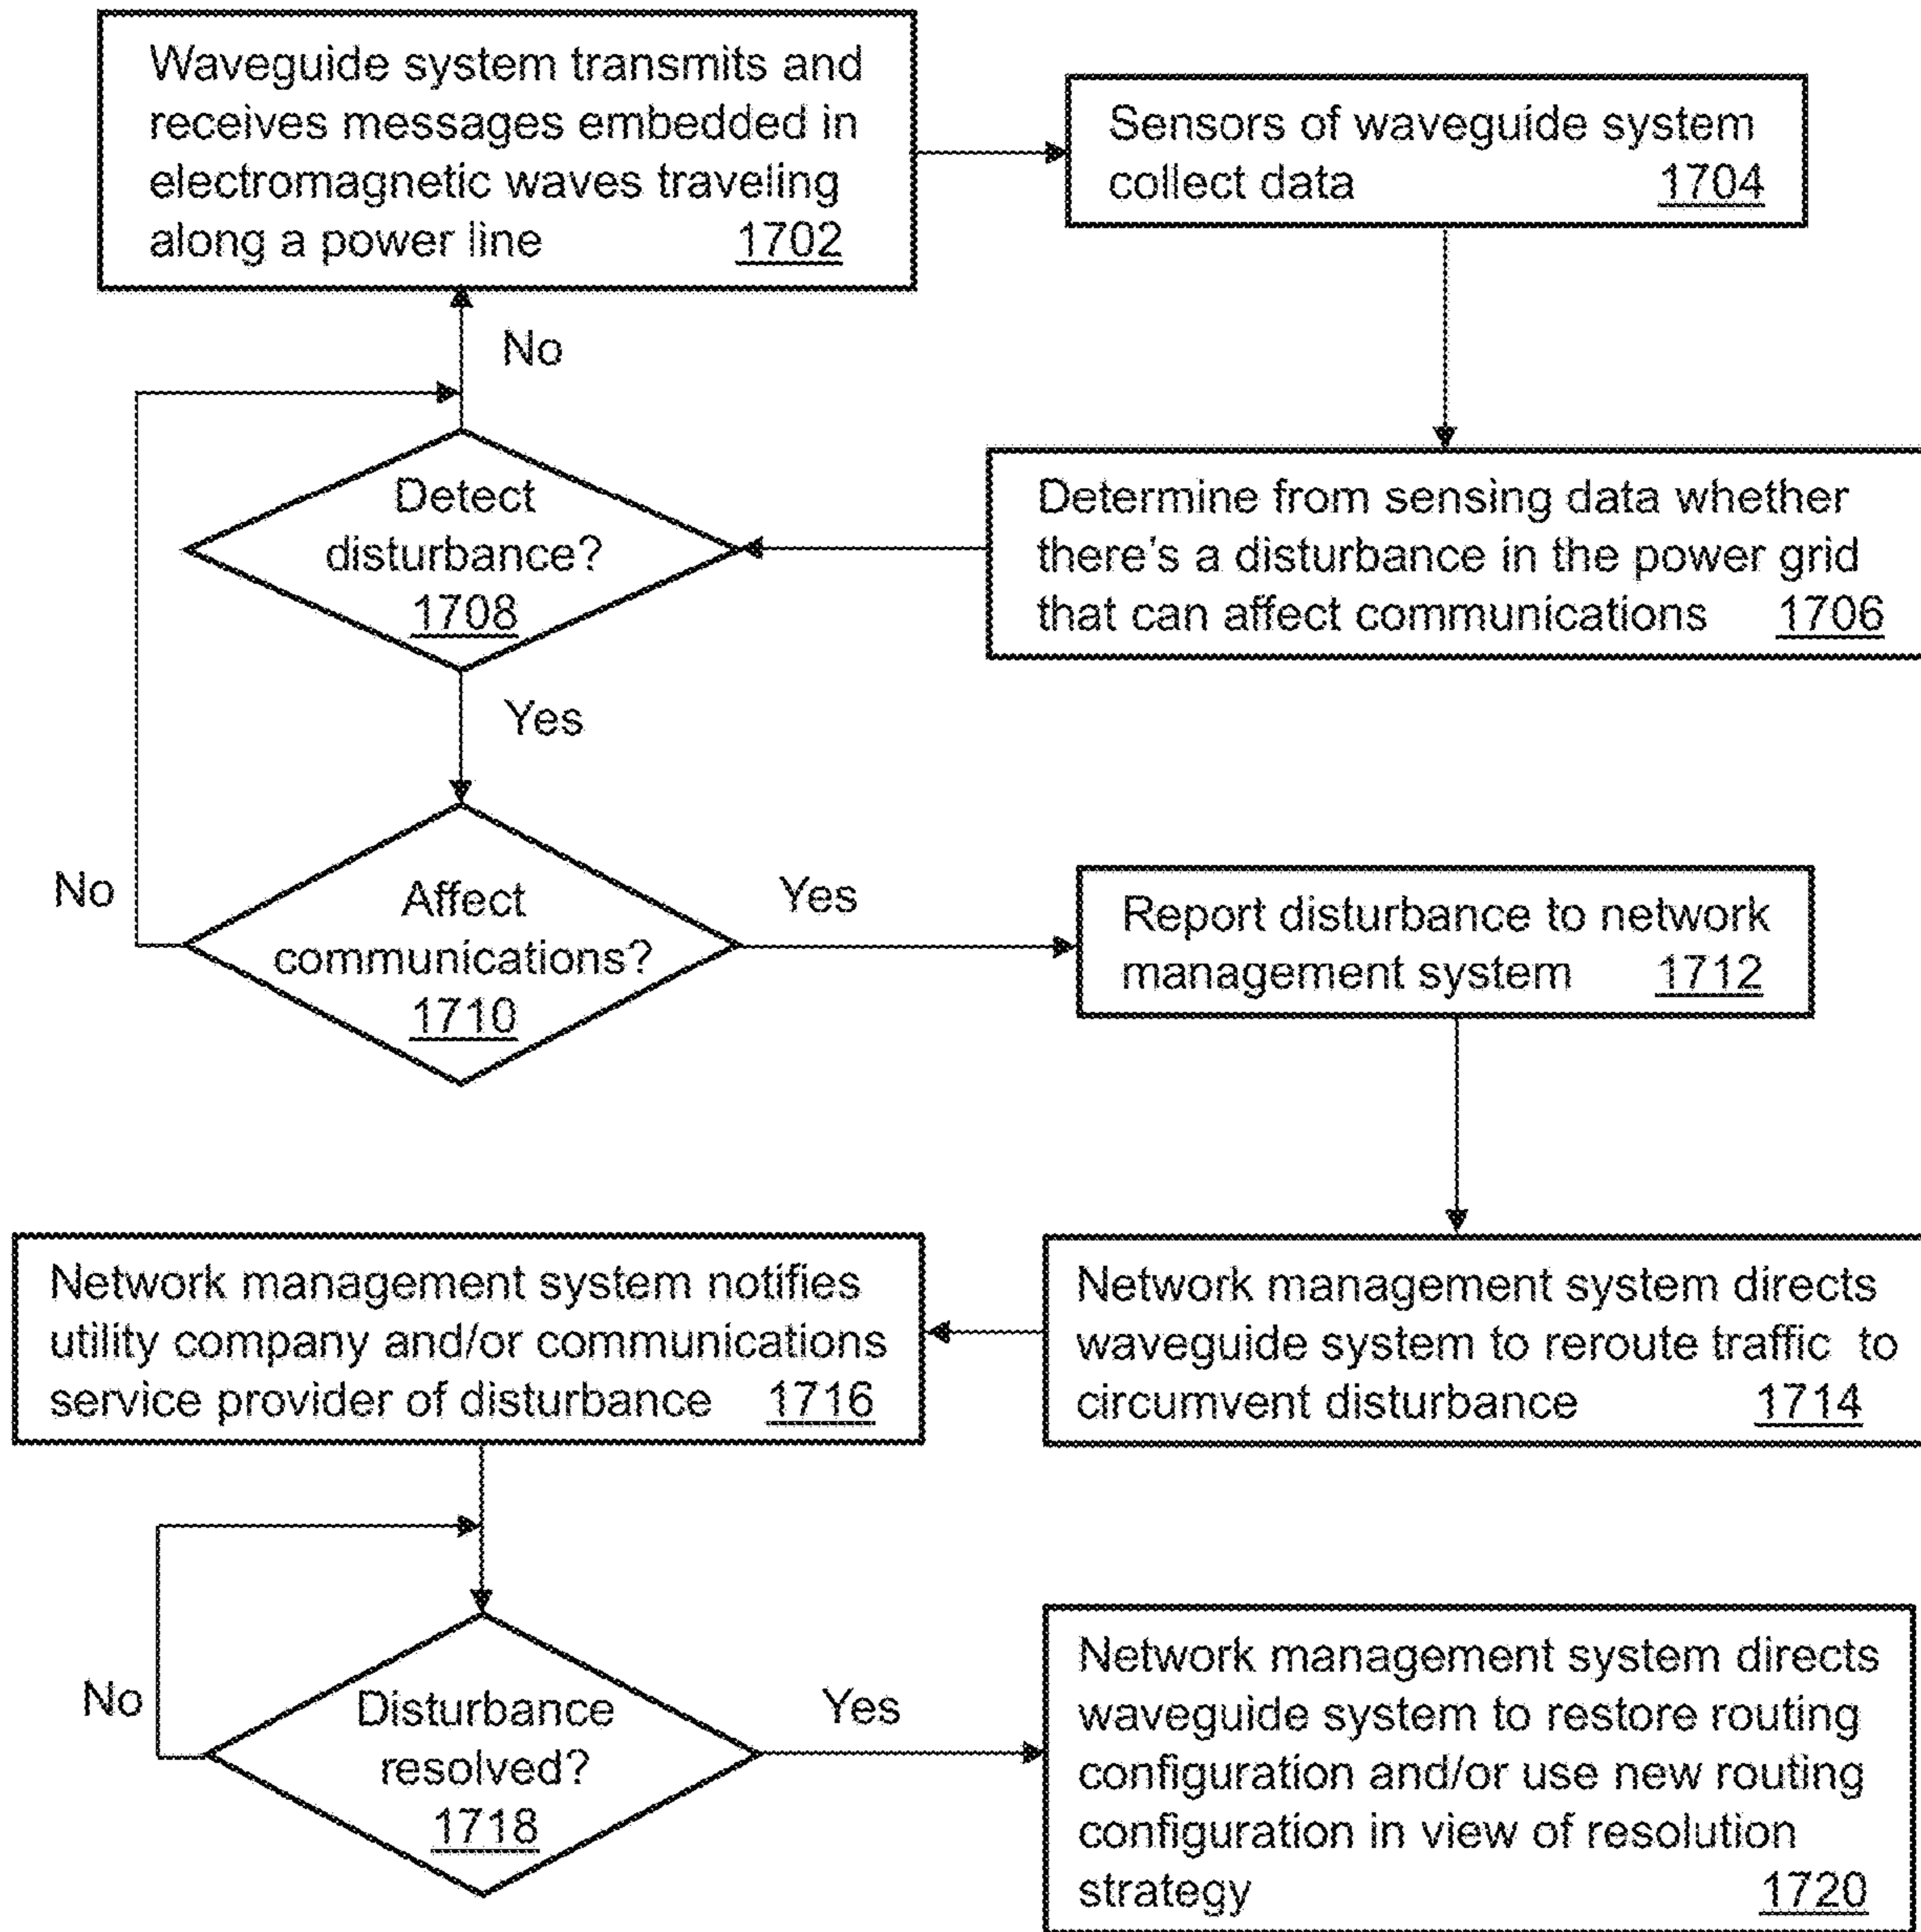 Waveguide system transmits and
receives messages embedded in
electromagnetic waves traveling
along a power line 1702
Sensors of waveguide system
collect data 1704
No
Detect
disturbance?
1708
Determine from sensing data whether
there's a disturbance in the power grid
that can affect communications 1706
Yes
No
Affect
communications?
1710
Yes
Report disturbance to network
management system 1712
Network management system notifies
utility company and/or communications
service provider of disturbance 1716
Network management system directs
waveguide system to reroute traffic to
circumvent disturbance 1714
No
Disturbance
resolved?
1718
Yes
Network management system directs
waveguide system to restore routing
configuration and/or use new routing
configuration in view of resolution
strategy 1720